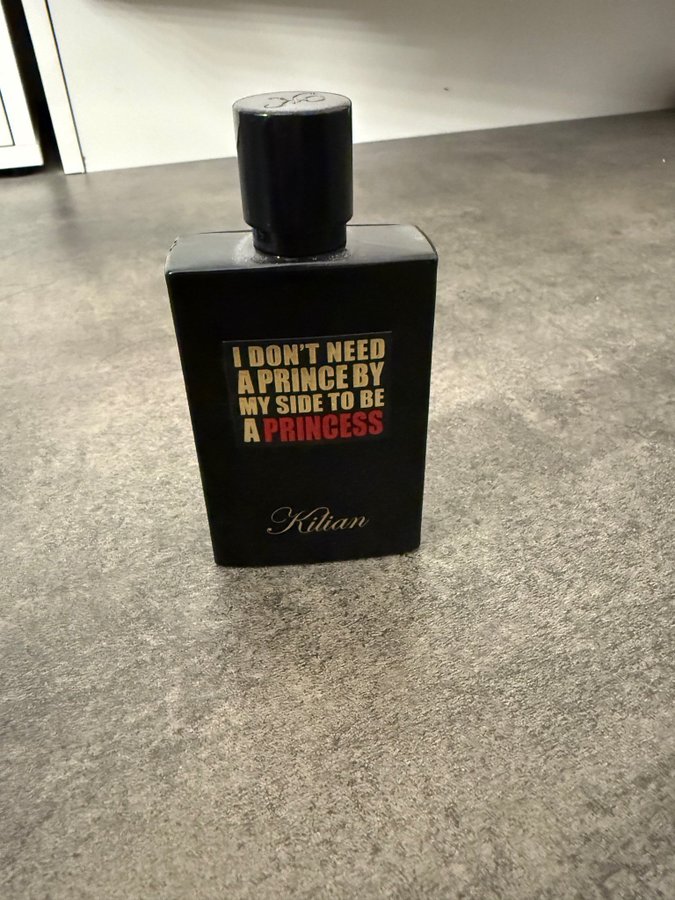 I DON'T NEED
A PRINCE BY
MY SIDE TO BE
A PRINCESS
Kilian